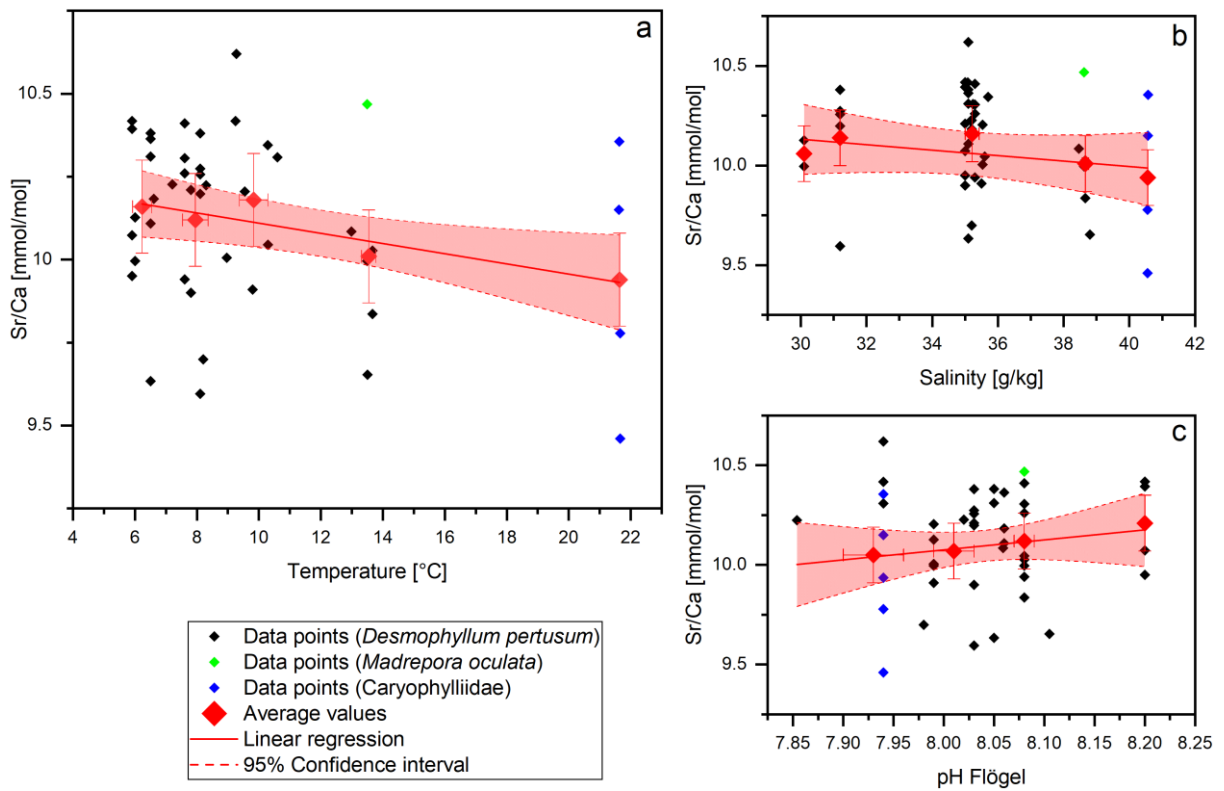 a
Sr/Ca [mmol/mol]
10.5
10
9.5
4 6 8 10 12 14 16 18 20 22
Temperature [°C]
b
Sr/Ca [mmol/mol]
10.5
10.0
9.5
30 32 34 36 38 40 42
Salinity [g/kg]
c
Sr/Ca [mmol/mol]
10.5
10.0
9.5
7.85 7.90 7.95 8.00 8.05 8.10 8.15 8.20 8.25
pH Flögel
Data points (Desmophyllum pertusum)
Data points (Madrepora oculata)
Data points (Caryophylliidae)
Average values
Linear regression
95% Confidence interval